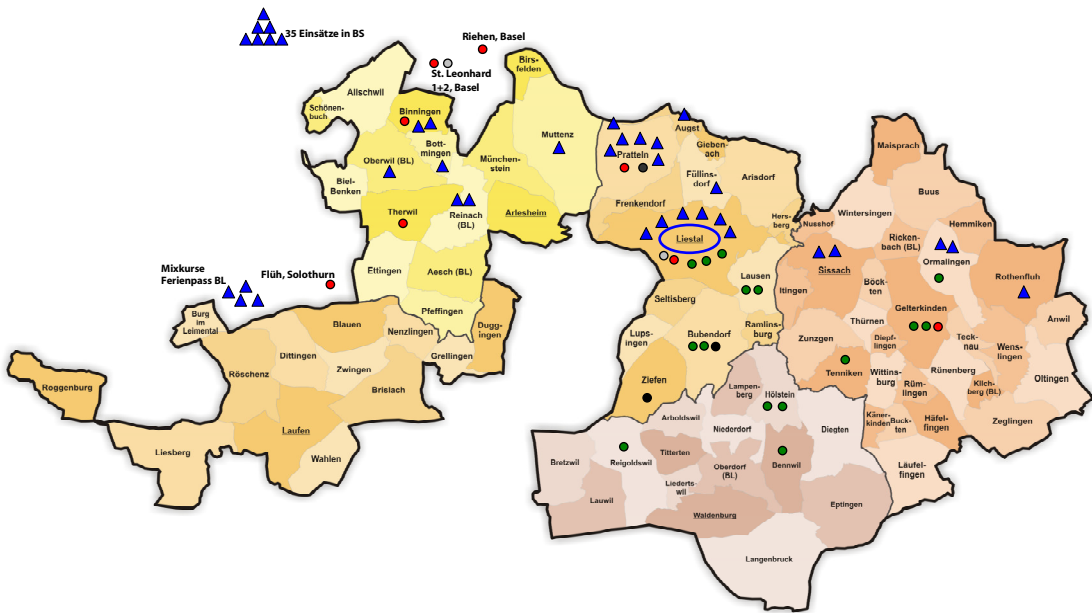 35 Einsätze in BS
Riehen, Basel
St. Leonhard
1+2, Basel
Birs-
felden
Allschwil
Schönen-
buch
Binningen
Bott-
mingen
Oberwil (BL)
Muttenz
München-
stein
Biel-
Benken
Therwil
Reinach
(BL)
Arlesheim
Ettingen
Aesch (BL)
Pfeffingen
Mixkurse
Ferienpass BL
Flüh, Solothurn
Burg
im
Leimental
Blauen
Nenzlingen
Dugg-
ingen
Grellingen
Dittingen
Zwingen
Röschenz
Brislach
Roggenburg
Laufen
Wahlen
Liesberg
Augst
Pratteln
Giebe-
nach
Füllins-
dorf
Arisdorf
Frenkendorf
Hers-
berg
Liestal
Lausen
Seltisberg
Lups-
ingen
Bubendorf
Ramlins-
burg
Ziefen
Maisprach
Buus
Wintersingen
Nusshof
Hemmiken
Ricken-
bach (BL)
Ormalingen
Sissach
Rothenfluh
Itingen
Böck-
ten
Gelterkinden
Thürnen
Anwil
Zunzgen
Diepf-
lingen
Teck-
nau
Wens-
lingen
Rünenberg
Tenniken
Wittins-
burg
Rüm-
lingen
Kilch-
berg (BL)
Oltingen
Käner-
kinden
Buck-
ten
Häfel-
fingen
Zeglingen
Läufel-
fingen
Lampen-
berg
Hölstein
Arboldswil
Niederdorf
Diegten
Bretzwil
Reigoldswil
Titterten
Oberdorf
(BL)
Bennwil
Liederts-
wil
Lauwil
Waldenburg
Eptingen
Langenbruck